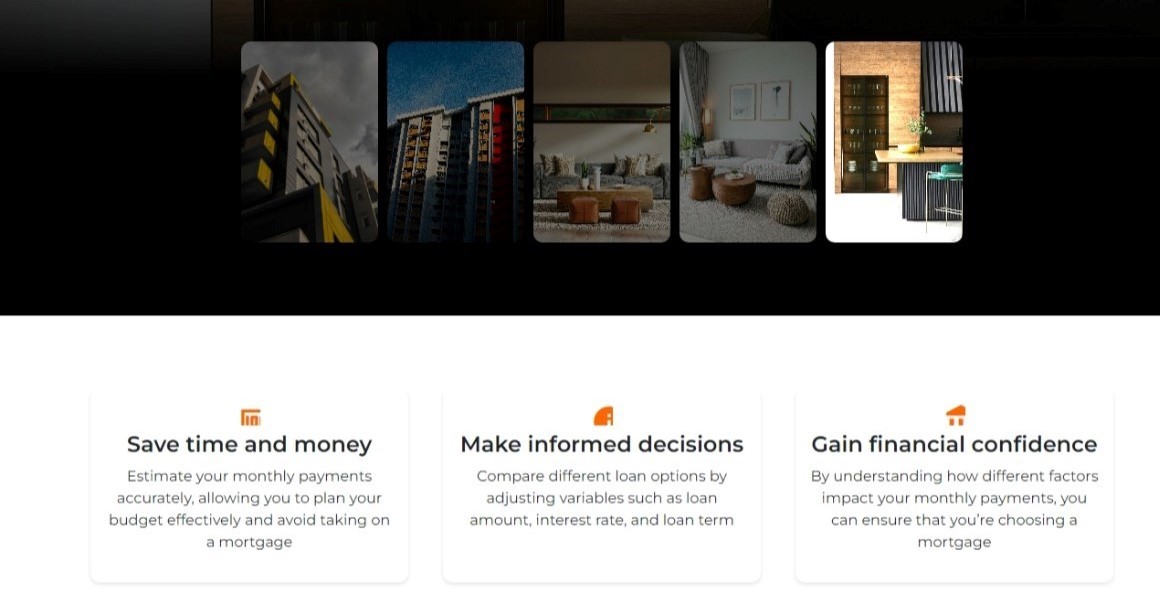 Save time and money
Estimate your monthly payments
accurately, allowing you to plan your
budget effectively and avoid taking on
a mortgage
Make informed decisions
Compare different loan options by
adjusting variables such as loan
amount, interest rate, and loan term
Gain financial confidence
By understanding how different factors
impact your monthly payments, you
can ensure that you’re choosing a
mortgage